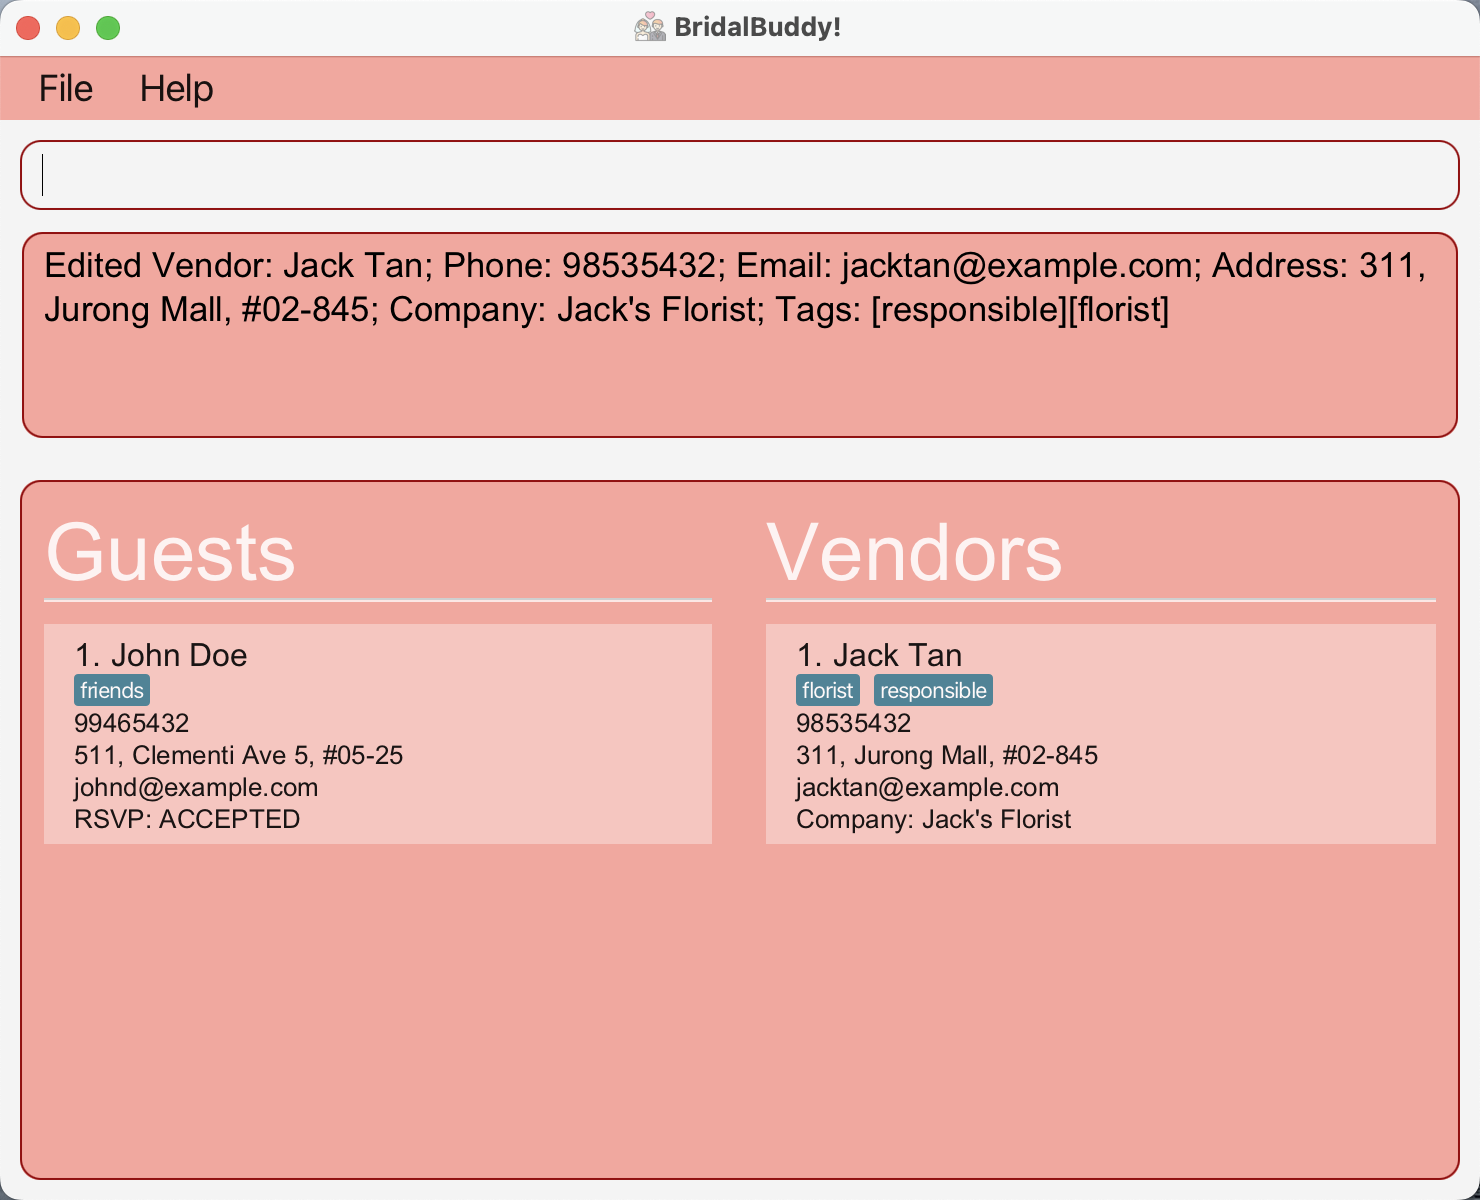 BridalBuddy!
File Help
Edited Vendor: Jack Tan; Phone: 98535432; Email: jacktan@example.com; Address: 311,
Jurong Mall, #02-845; Company: Jack's Florist; Tags: [responsible][florist]
Guests
1. John Doe
friends
99465432
511, Clementi Ave 5, #05-25
johnd@example.com
RSVP: ACCEPTED
Vendors
1. Jack Tan
florist responsible
98535432
311, Jurong Mall, #02-845
jacktan@example.com
Company: Jack's Florist